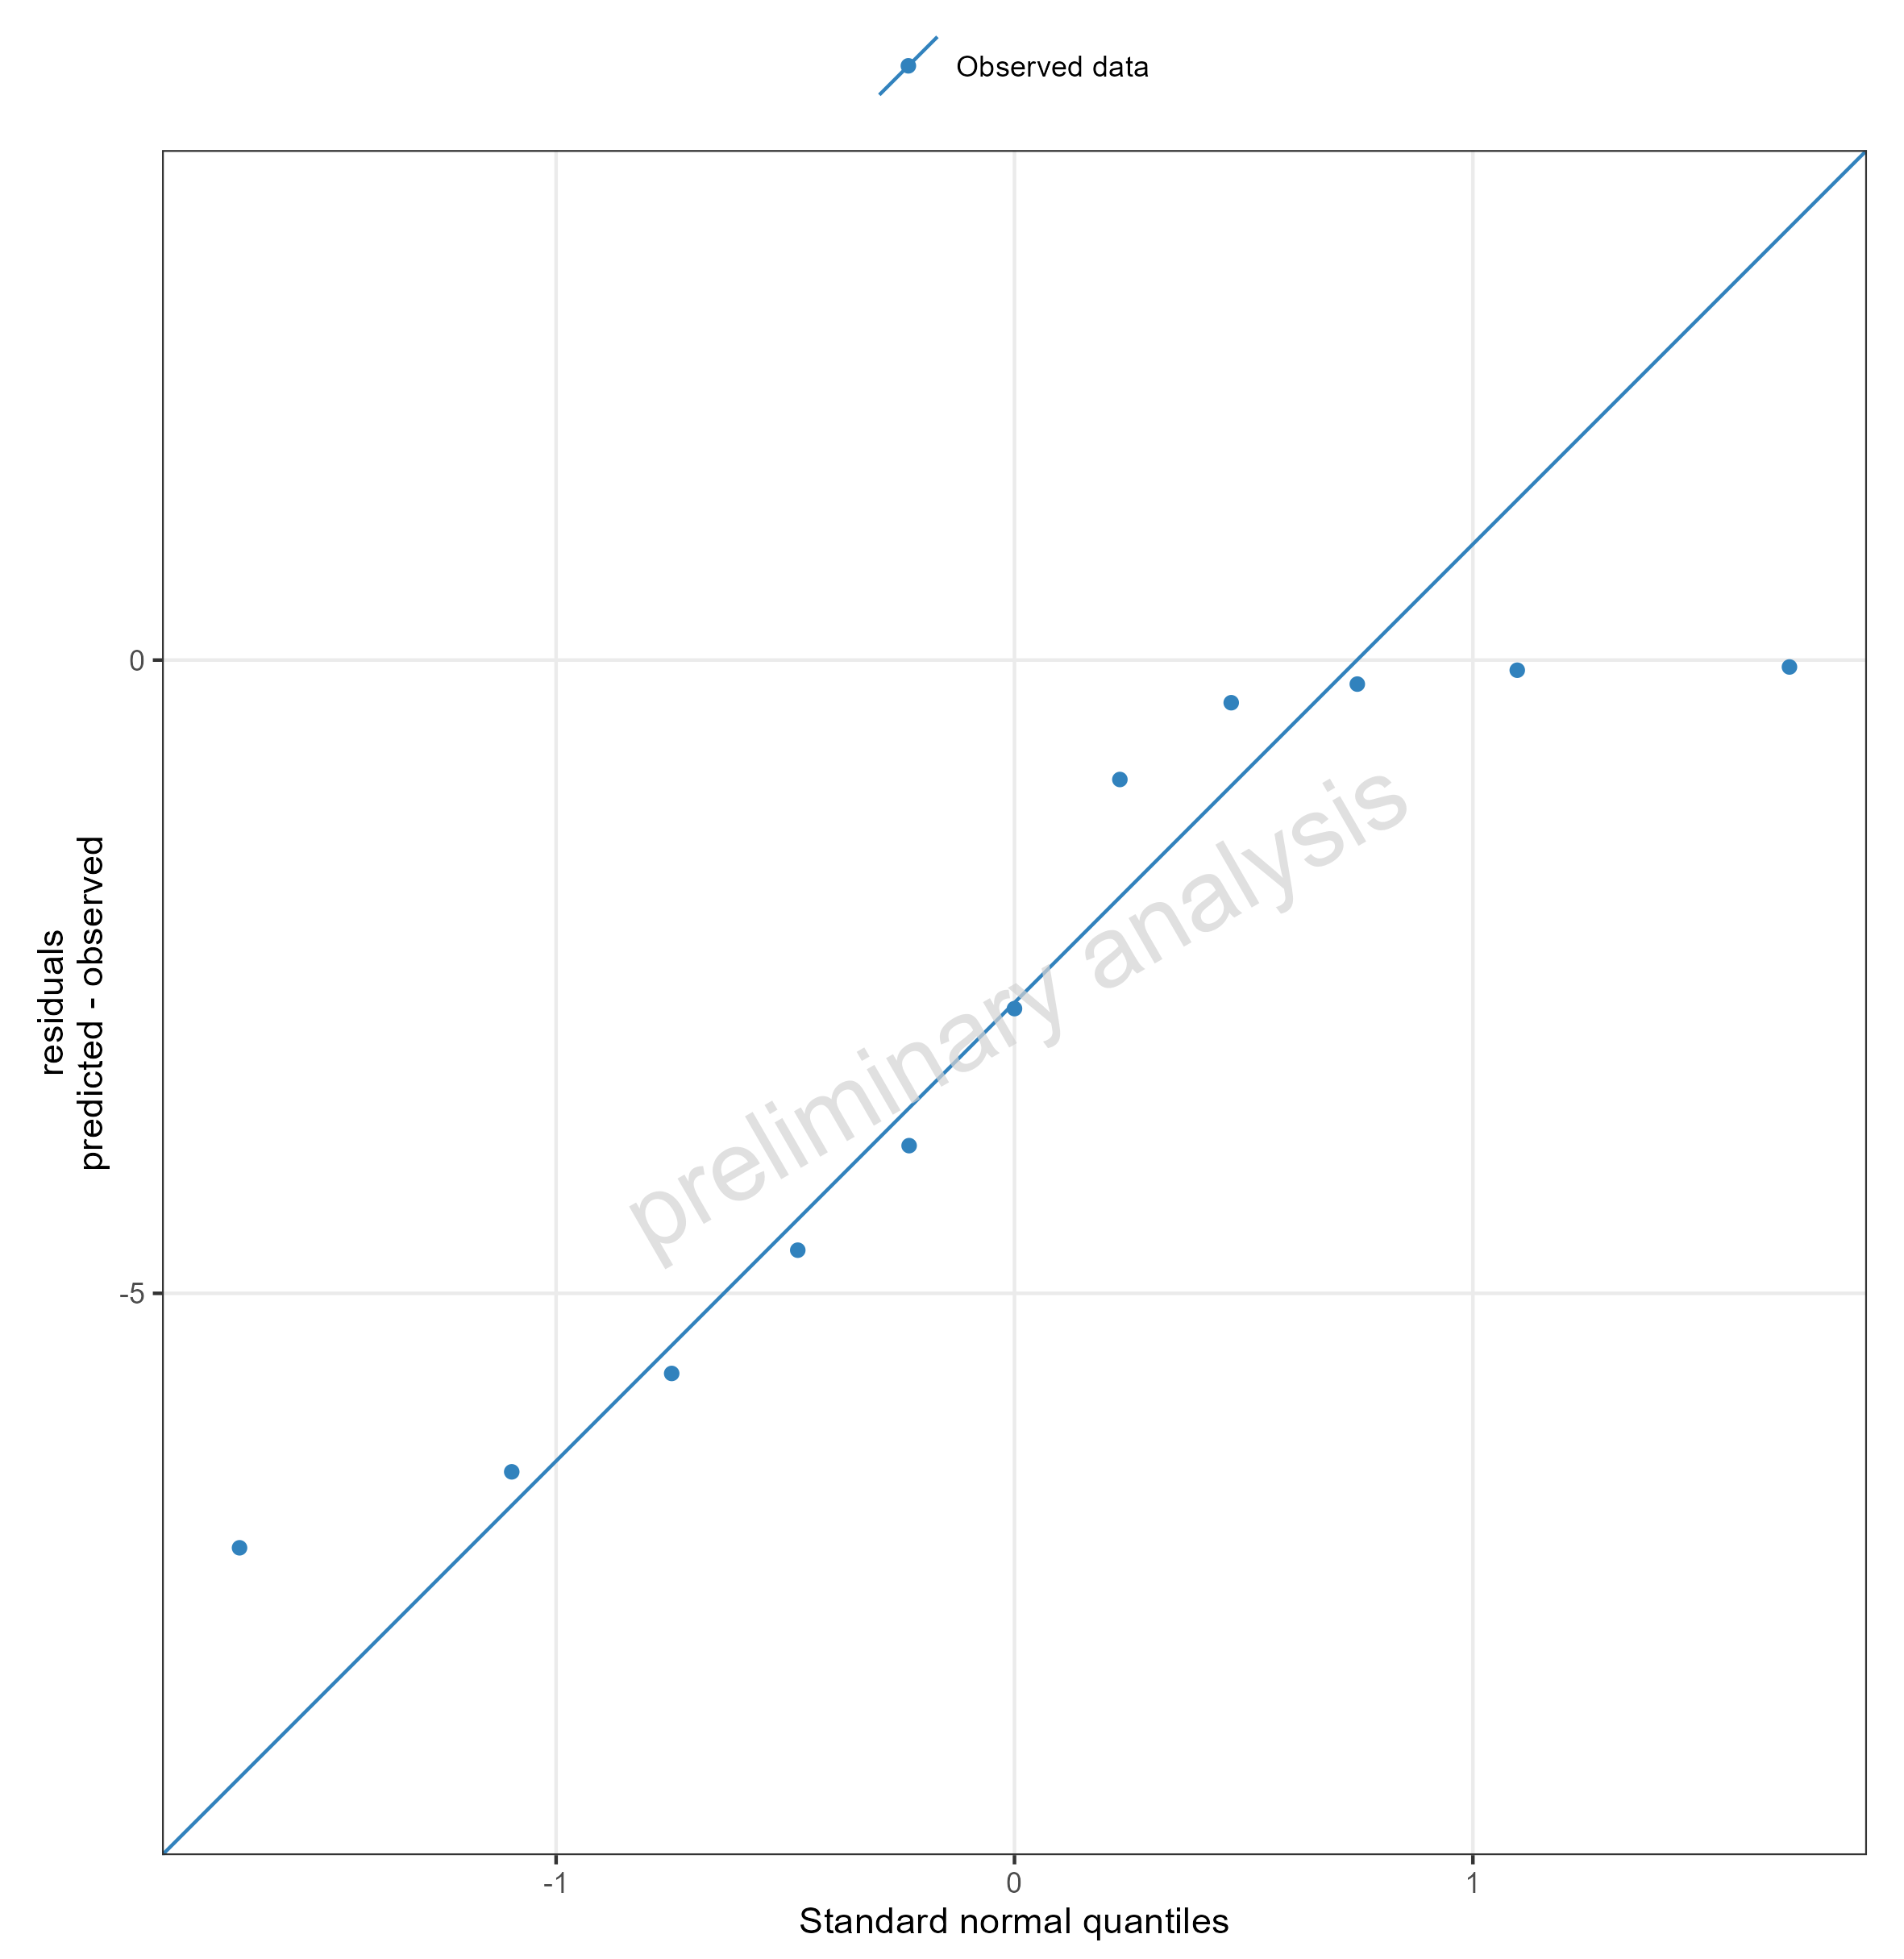 Observed data
residuals
predicted - observed
0
-5
preliminary analysis
-1
0
1
Standard normal quantiles